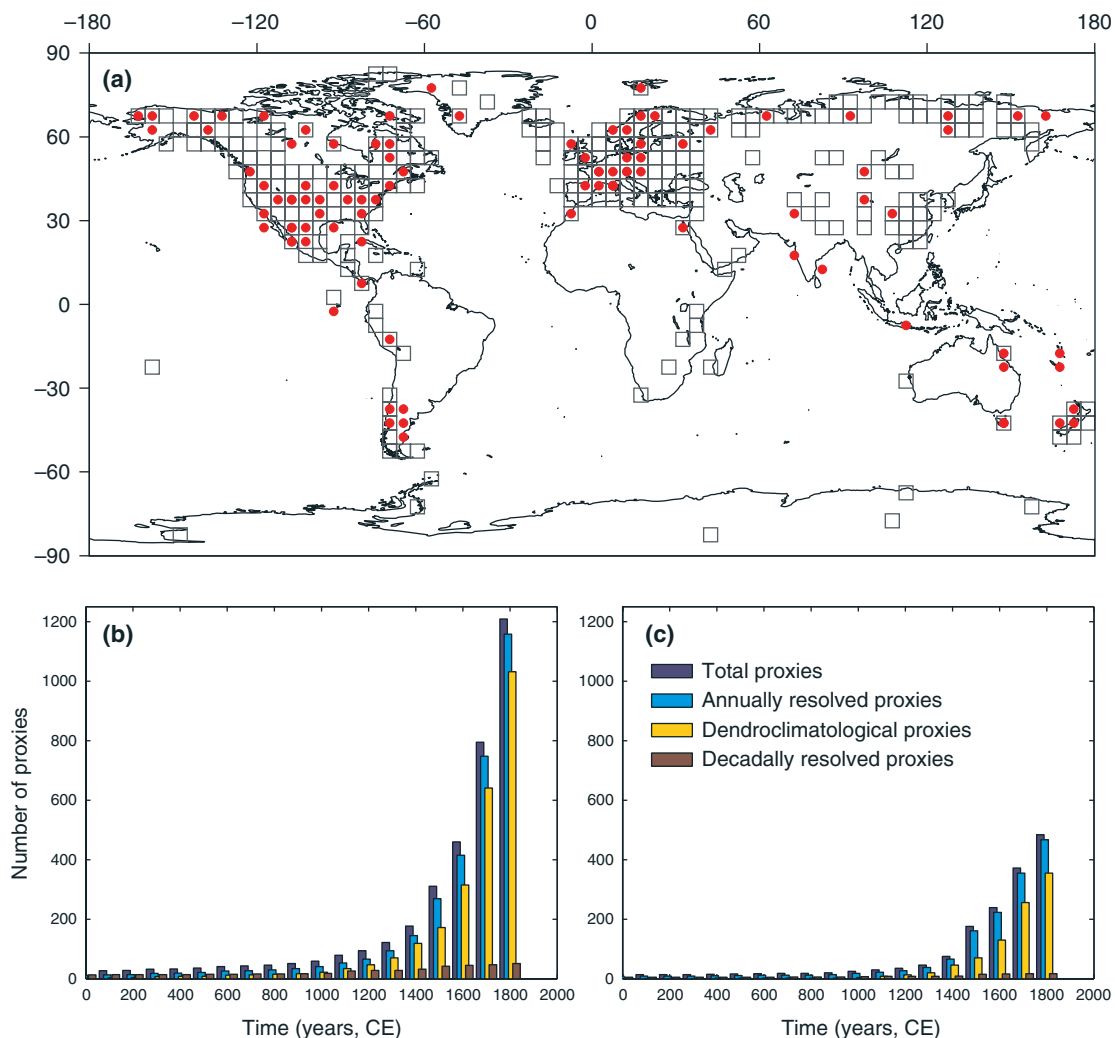 −180 −120 −60 0 60 120 180
90
(a)
60
30
0
−30
−60
−90
(b)
1200
1000
800
600
400
200
0
Number of proxies
0 200 400 600 800 1000 1200 1400 1600 1800 2000
Time (years, CE)
(c)
1200
1000
800
600
400
200
0
Total proxies
Annually resolved proxies
Dendroclimatological proxies
Decadally resolved proxies
0 200 400 600 800 1000 1200 1400 1600 1800 2000
Time (years, CE)